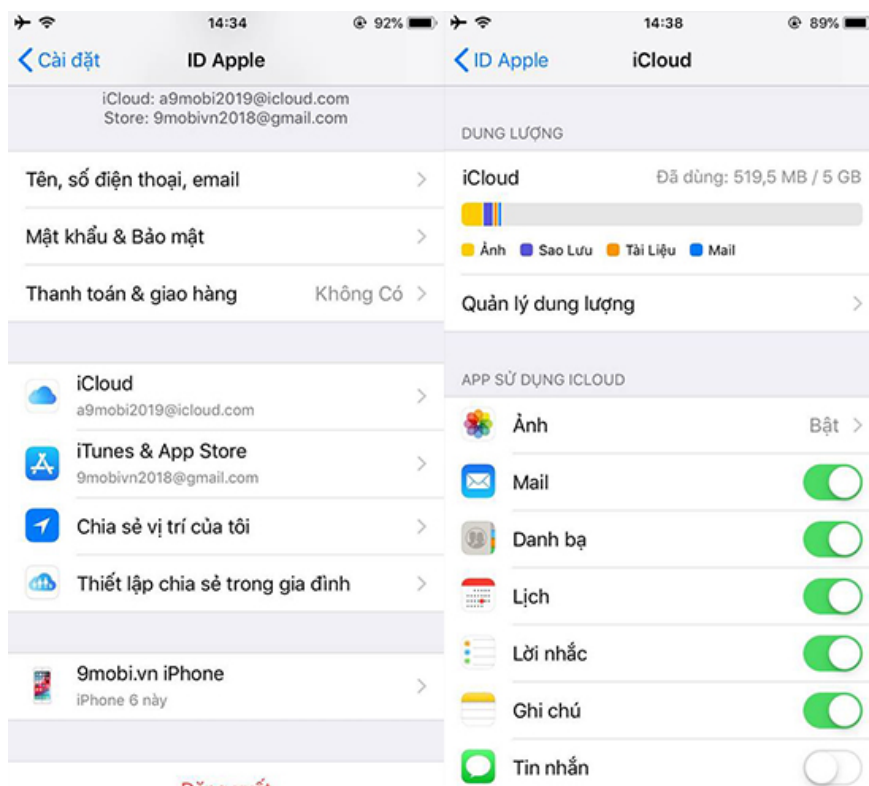 14:34
92%
Cài đặt
ID Apple
iCloud: a9mobi2019@icloud.com
Store: 9mobivn2018@gmail.com
Tên, số điện thoại, email
Mật khẩu & Bảo mật
Thanh toán & giao hàng
Không Có
iCloud
a9mobi2019@icloud.com
iTunes & App Store
9mobivn2018@gmail.com
Chia sẻ vị trí của tôi
Thiết lập chia sẻ trong gia đình
9mobi.vn iPhone
iPhone 6 này
14:38
89%
ID Apple
iCloud
DUNG LƯỢNG
iCloud
Đã dùng: 519,5 MB / 5 GB
Ảnh
Sao Lưu
Tài Liệu
Mail
Quản lý dung lượng
APP SỬ DỤNG ICLOUD
Ảnh
Bật
Mail
Danh bạ
Lịch
Lời nhắc
Ghi chú
Tin nhắn